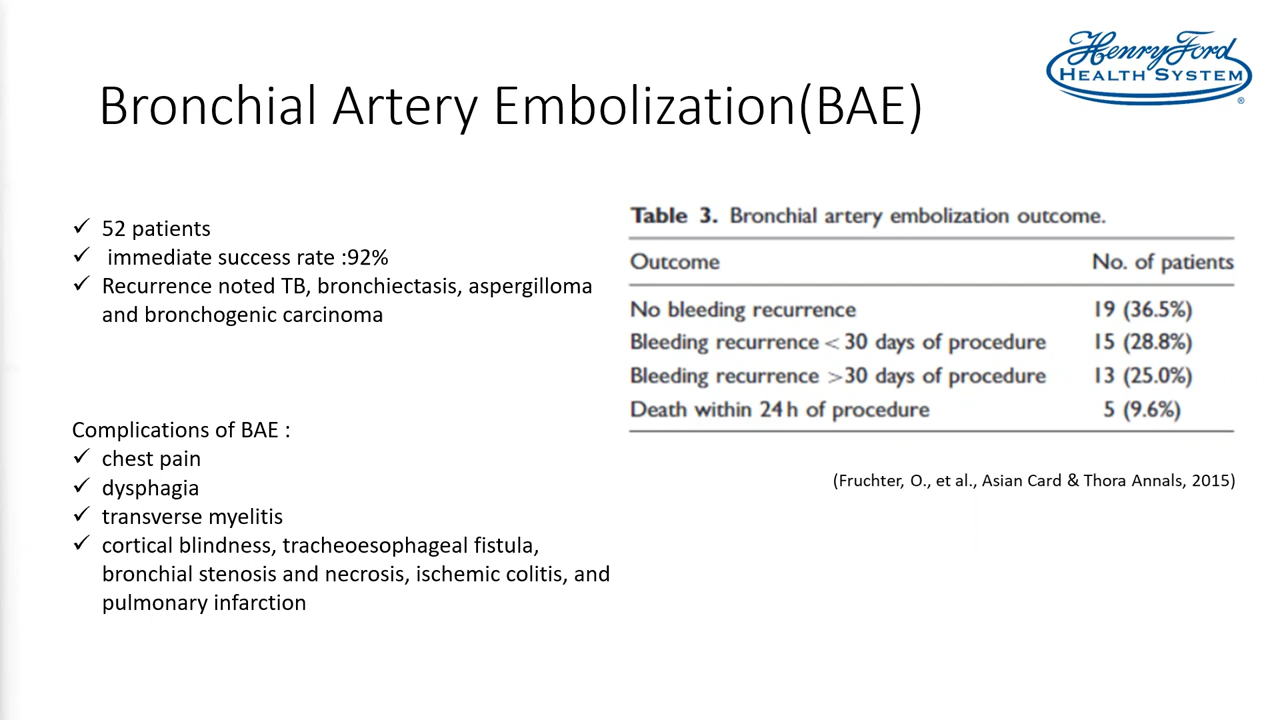 Henry Ford
HEALTH SYSTEM
®
Bronchial Artery Embolization(BAE)
✓ 52 patients
✓ immediate success rate :92%
✓ Recurrence noted TB, bronchiectasis, aspergilloma
and bronchogenic carcinoma
Complications of BAE :
✓ chest pain
✓ dysphagia
✓ transverse myelitis
✓ cortical blindness, tracheoesophageal fistula,
bronchial stenosis and necrosis, ischemic colitis, and
pulmonary infarction
Table 3. Bronchial artery embolization outcome.
Outcome No. of patients
No bleeding recurrence 19 (36.5%)
Bleeding recurrence < 30 days of procedure 15 (28.8%)
Bleeding recurrence >30 days of procedure 13 (25.0%)
Death within 24 h of procedure 5 (9.6%)
(Fruchter, O., et al., Asian Card & Thora Annals, 2015)